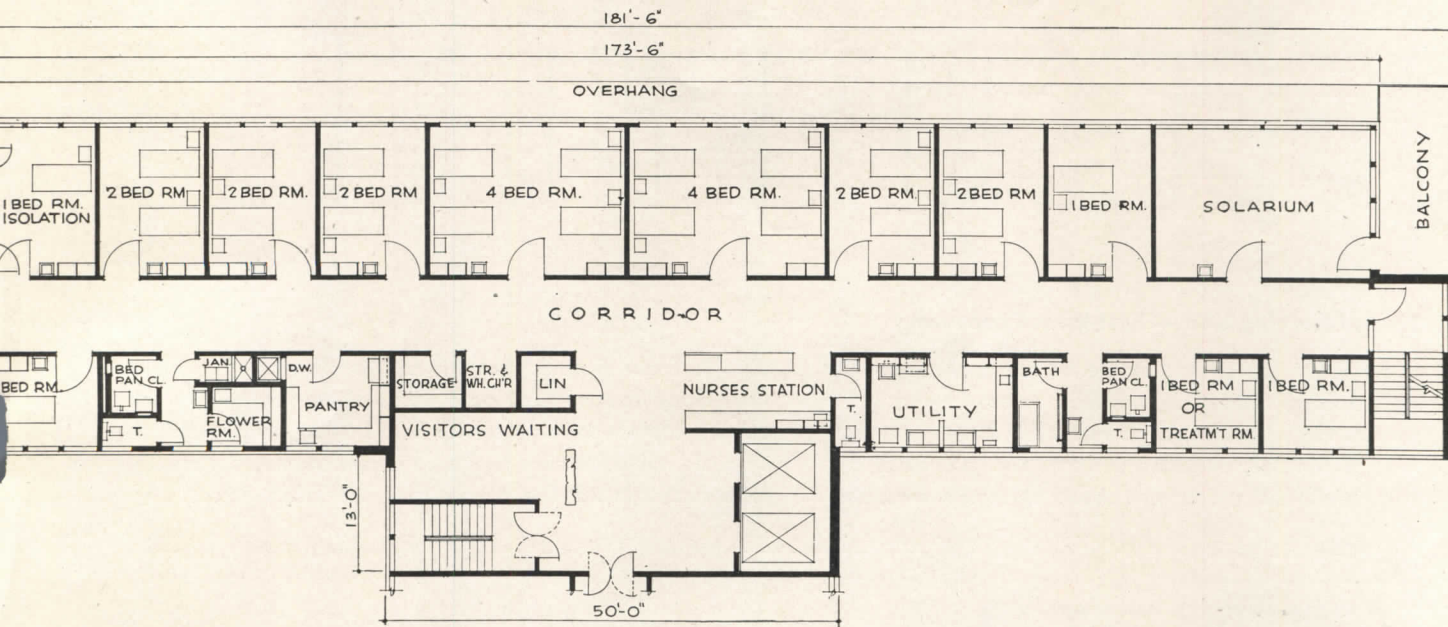 181'-6"
173'-6"
OVERHANG
1 BED RM.
ISOLATION
2 BED RM.
2 BED RM.
2 BED RM
4 BED RM.
4 BED RM.
2 BED RM.
2 BED RM
1 BED RM.
SOLARIUM
BALCONY
CORRIDOR
BED RM.
BED
PAN CL.
T.
JAN.
FLOWER
RM.
D.W.
PANTRY
STORAGE
STR. &
WH.CH'R
LIN
NURSES STATION
T.
UTILITY
BATH
BED
PAN CL.
T.
1 BED RM
OR
TREATM'T RM.
1 BED RM.
VISITORS WAITING
13'-0"
50'-0"